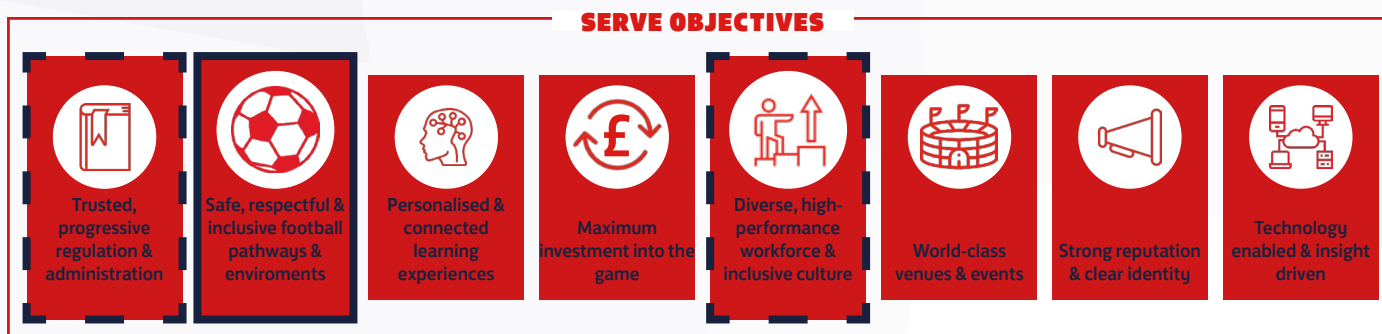 SERVE OBJECTIVES
Trusted,
progressive
regulation &
administration
Safe, respectful &
inclusive football
pathways &
enviroments
Personalised &
connected
learning
experiences
£
Maximum
investment into the
game
Diverse, high-
performance
workforce &
inclusive culture
World-class
venues & events
Strong reputation
& clear identity
Technology
enabled & insight
driven